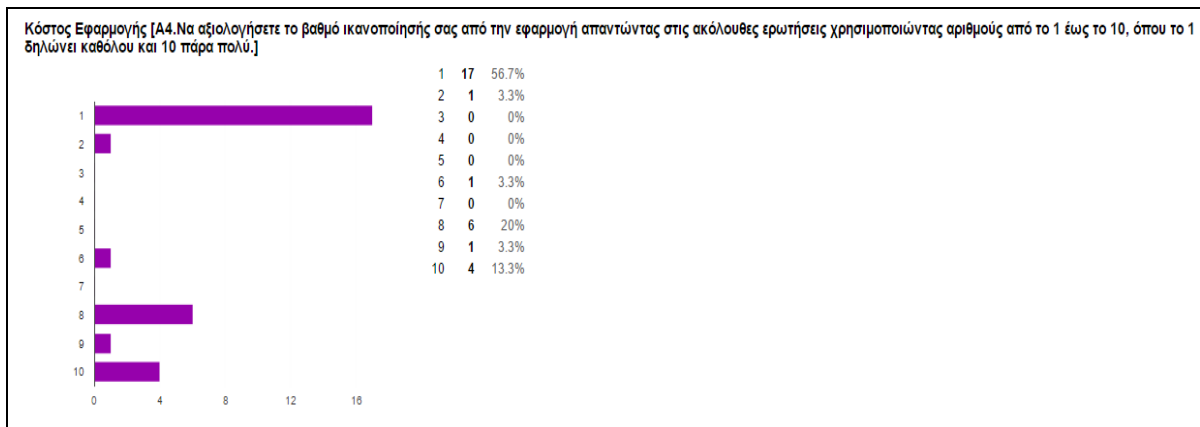 Κόστος Εφαρμογής [Α4.Να αξιολογήσετε το βαθμό ικανοποίησής σας από την εφαρμογή απαντώντας στις ακόλουθες ερωτήσεις χρησιμοποιώντας αριθμούς από το 1 έως το 10, όπου το 1
δηλώνει καθόλου και 10 πάρα πολύ.]
1 17 56.7%
2 1 3.3%
3 0 0%
4 0 0%
5 0 0%
6 1 3.3%
7 0 0%
8 6 20%
9 1 3.3%
10 4 13.3%
1
2
3
4
5
6
7
8
9
10
0 4 8 12 16